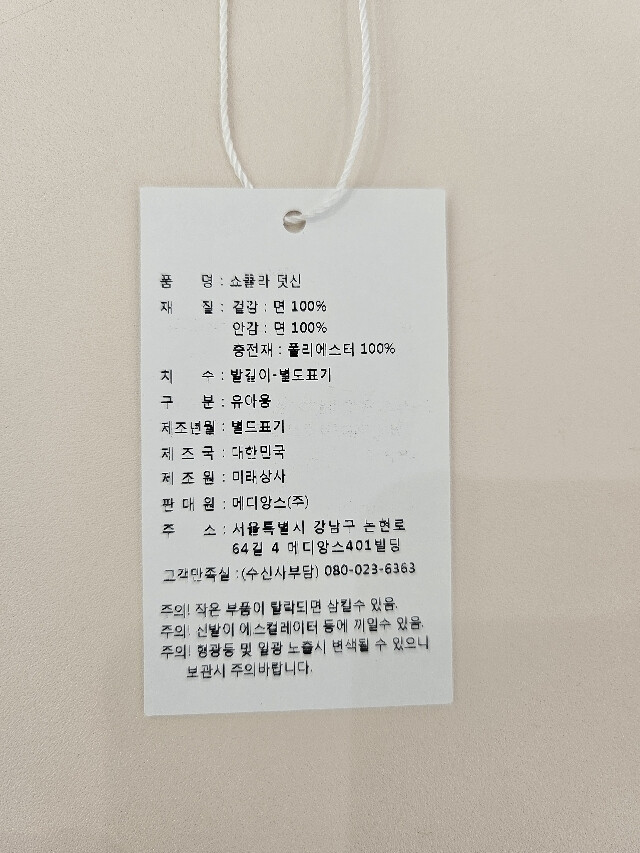 품 명 : 쇼콜라 덧신
재 질 : 겉감 : 면 100%
안감 : 면 100%
충전재 : 폴리에스터 100%
치 수 : 발길이-별도표기
구 분 : 유아용
제조년월 : 별도표기
제 조 국 : 대한민국
제 조 원 : 미래상사
판 매 원 : 메디앙스(주)
주 소 : 서울특별시 강남구 논현로
64길 4 메디앙스401빌딩
고객만족실 : (수신사부담) 080-023-6363
주의! 작은 부품이 탈락되면 삼킬수 있음.
주의! 신발이 에스컬레이터 등에 끼일수 있음.
주의! 형광등 및 일광 노출시 변색될 수 있으니
보관시 주의바랍니다.